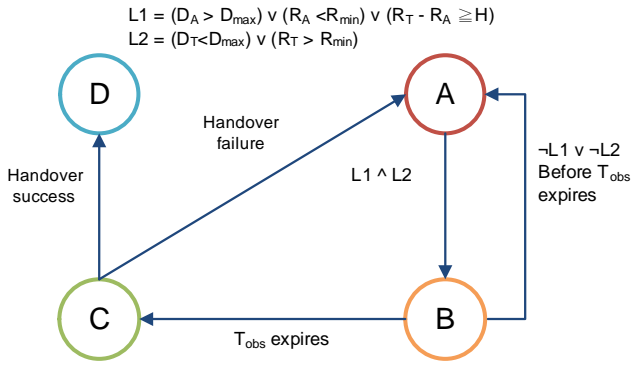 L1 = (D_A > D_max) v (R_A <R_min) v (R_T - R_A ≧H)
L2 = (D_T<D_max) v (R_T > R_min)
D
A
Handover
failure
¬L1 v ¬L2
Before T_obs
expires
Handover
success
L1 ^ L2
C
B
T_obs expires